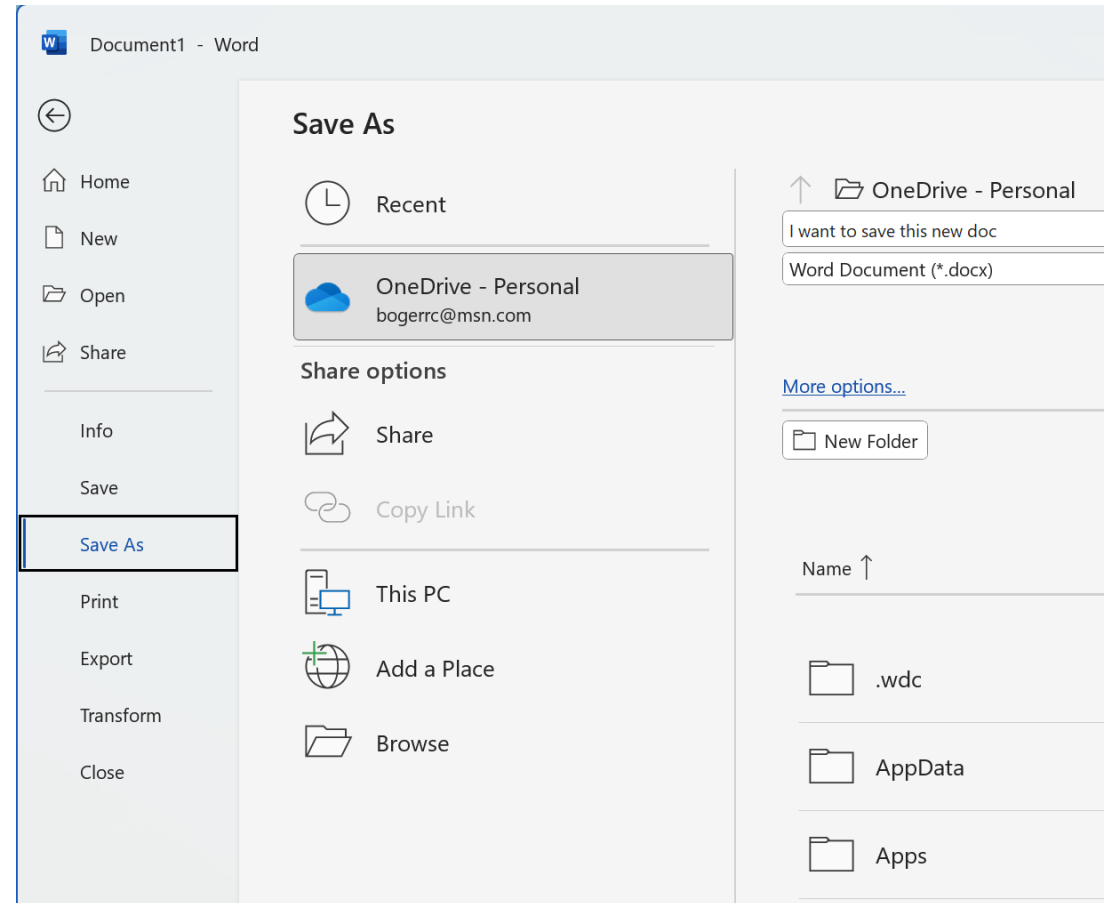 W
Document1 - Word
Home
New
Open
Share
Info
Save
Save As
Print
Export
Transform
Close
Save As
Recent
OneDrive - Personal
bogerrc@msn.com
Share options
Share
Copy Link
This PC
Add a Place
Browse
OneDrive - Personal
I want to save this new doc
Word Document (*.docx)
More options...
New Folder
Name
.wdc
AppData
Apps